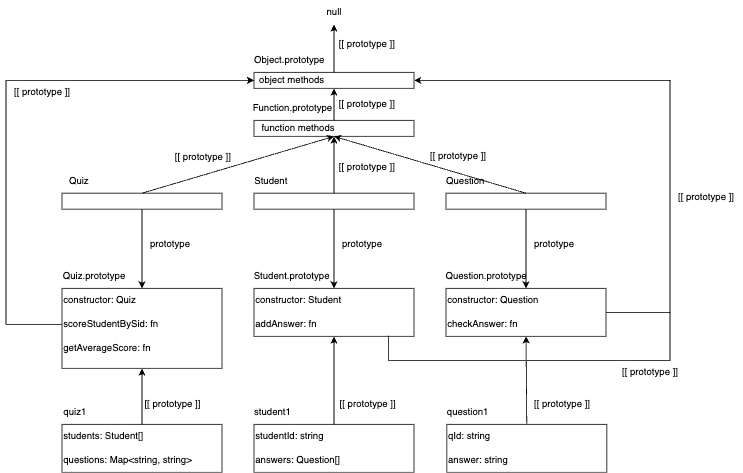 null
[[ prototype ]]
Object.prototype
object methods
[[ prototype ]]
[[ prototype ]]
Function.prototype
function methods
[[ prototype ]]
[[ prototype ]]
[[ prototype ]]
Quiz
Student
Question
[[ prototype ]]
prototype
prototype
prototype
Quiz.prototype
Student.prototype
Question.prototype
constructor: Quiz
scoreStudentBySid: fn
getAverageScore: fn
constructor: Student
addAnswer: fn
constructor: Question
checkAnswer: fn
[[ prototype ]]
[[ prototype ]]
[[ prototype ]]
[[ prototype ]]
quiz1
student1
question1
students: Student[]
questions: Map<string, string>
studentId: string
answers: Question[]
qId: string
answer: string